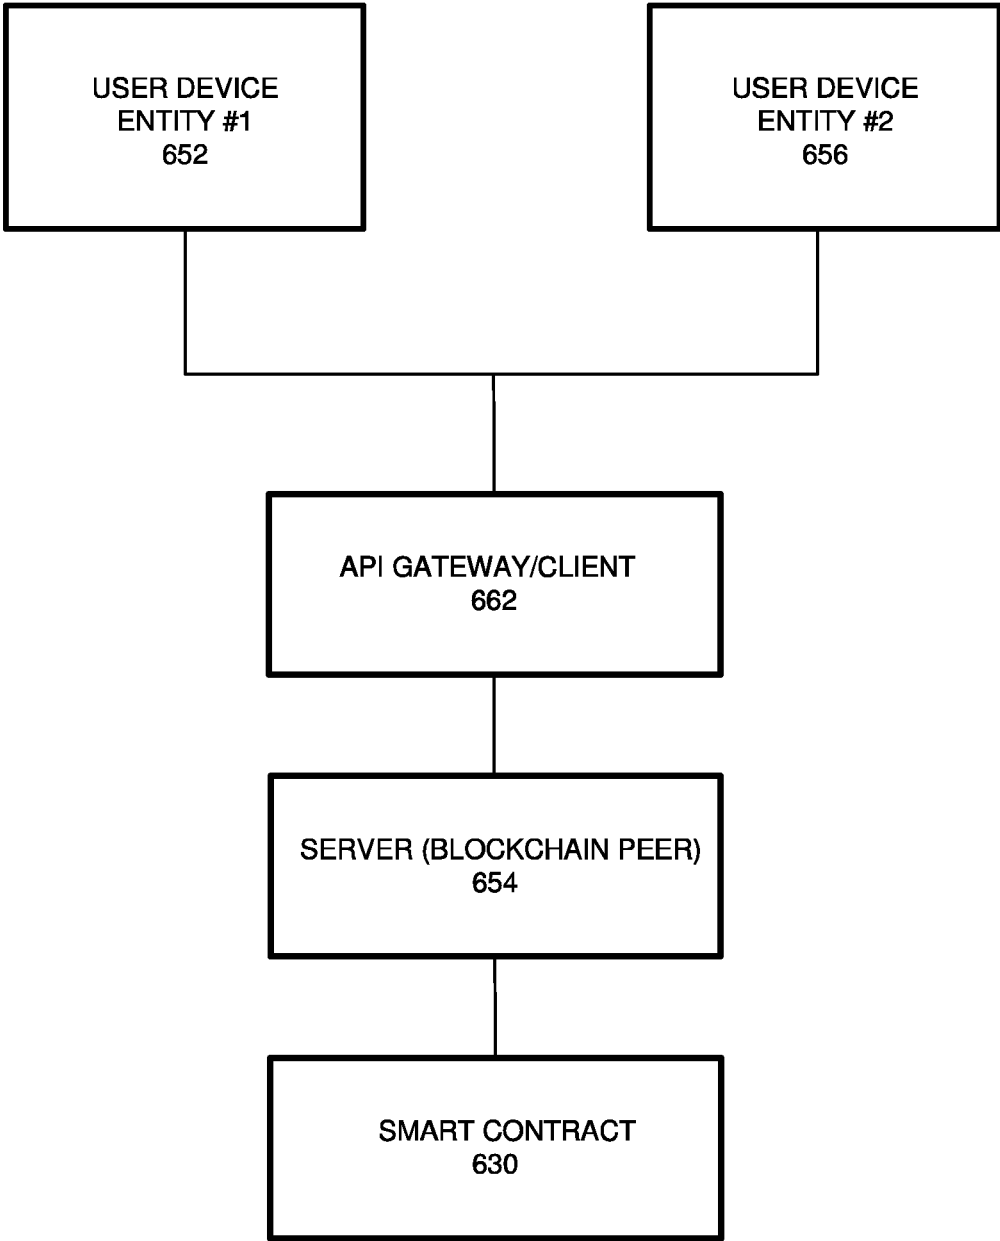 USER DEVICE
ENTITY #1
652
USER DEVICE
ENTITY #2
656
API GATEWAY/CLIENT
662
SERVER (BLOCKCHAIN PEER)
654
SMART CONTRACT
630